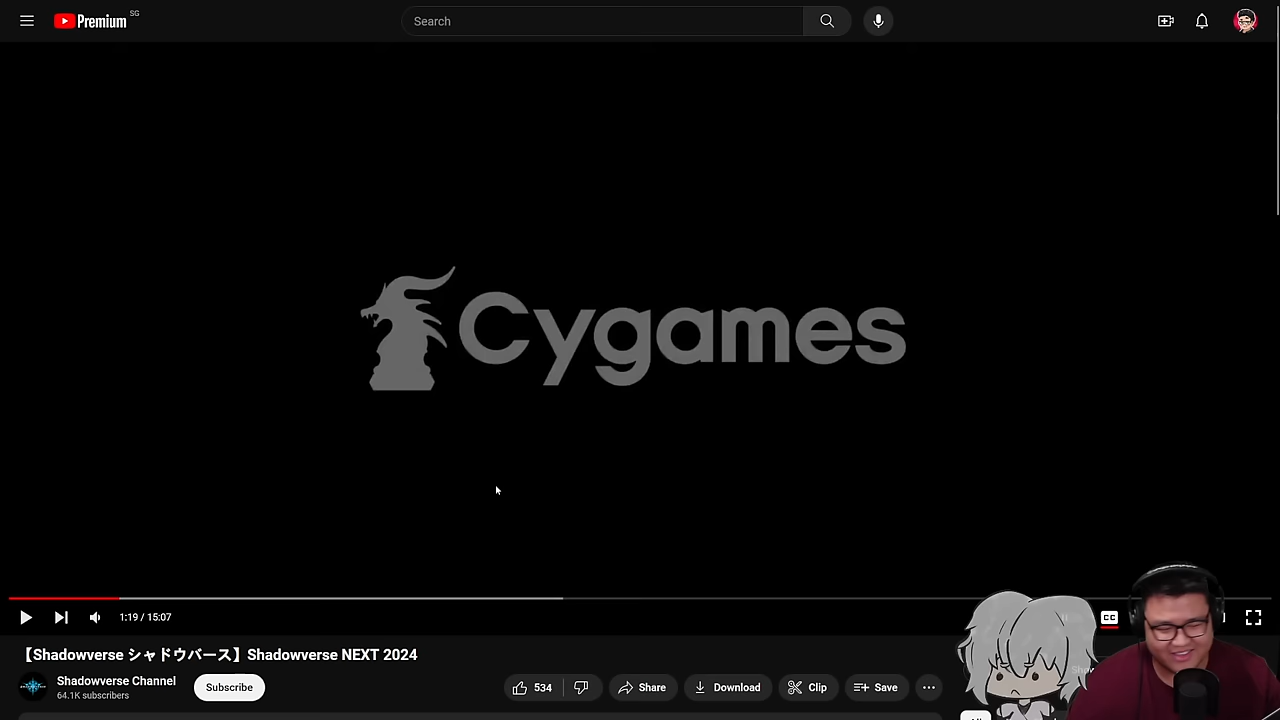 Premium SG
Search
Cygames
1:19 / 15:07
CC
【Shadowverse シャドウバース】Shadowverse NEXT 2024
Shadowverse Channel
64.1K subscribers
Subscribe
534
Share
Download
Clip
Save